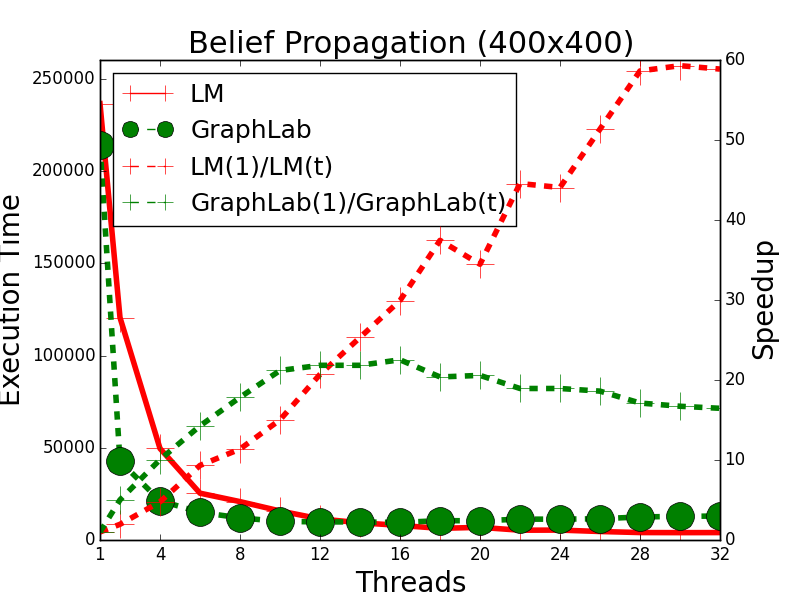 Belief Propagation (400x400)
LM
GraphLab
LM(1)/LM(t)
GraphLab(1)/GraphLab(t)
Execution Time
250000
200000
150000
100000
50000
0
60
50
40
30
20
10
0
Speedup
1 4 8 12 16 20 24 28 32
Threads